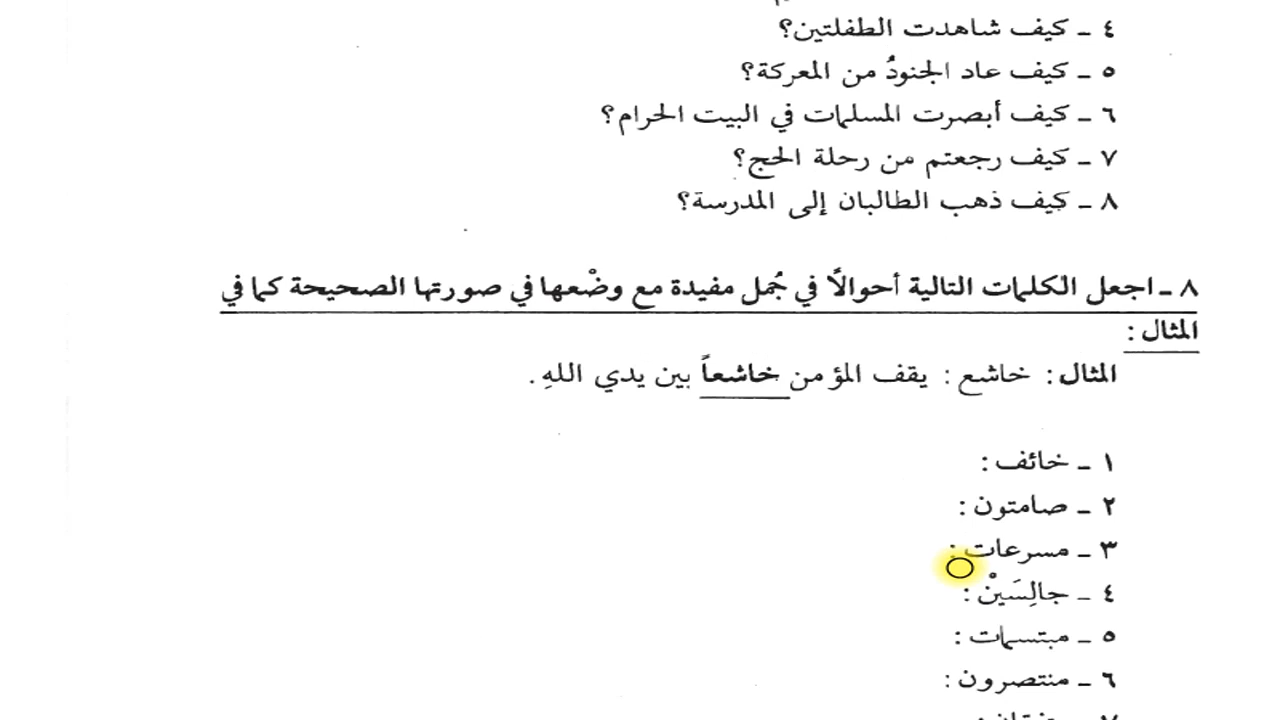 ٤ ـ كيف شاهدت الطفلتين؟
٥ ـ كيف عاد الجنودُ من المعركة؟
٦ ـ كيف أبصرت المسلمات في البيت الحرام؟
٧ ـ كيف رجعتم من رحلة الحج؟
٨ ـ كيف ذهب الطالبان إلى المدرسة؟
٨ ـ اجعل الكلمات التالية أحوالًا في جُمل مفيدة مع وضْعها في صورتها الصحيحة كما في
المثال :
المثال : خاشع : يقف المؤمن خاشعاً بين يدي اللهِ .
١ ـ خائف :
٢ ـ صامتون :
٣ ـ مسرعات :
٤ ـ جالِسَيْنْ :
٥ ـ مبتسمات :
٦ ـ منتصرون :